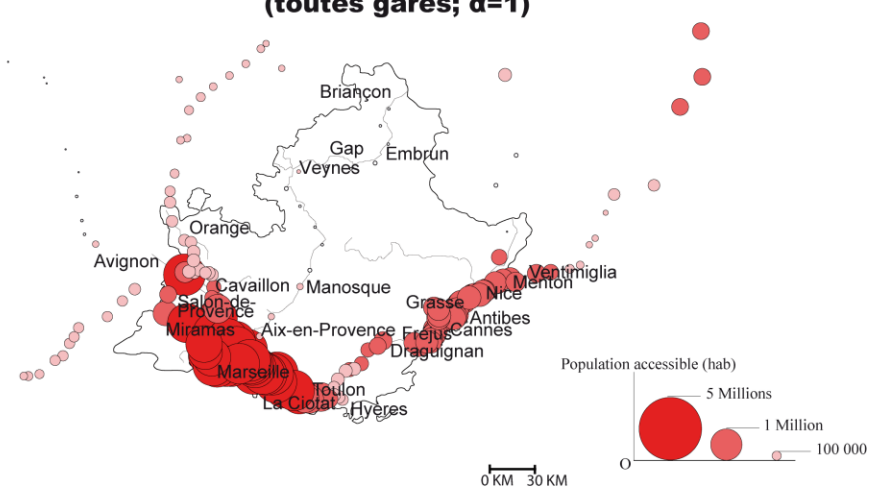 (toutes gares; α=1)
Briançon
Gap
Embrun
Veynes
Orange
Avignon
Ventimiglia
Menton
Cavaillon
Manosque
Nice
Salon-de-
Provence
Grasse
Antibes
Miramas
Aix-en-Provence
Fréjus
Cannes
Draguignan
Marseille
Toulon
La Ciotat
Hyères
Population accessible (hab)
5 Millions
1 Million
100 000
O
0 KM 30 KM